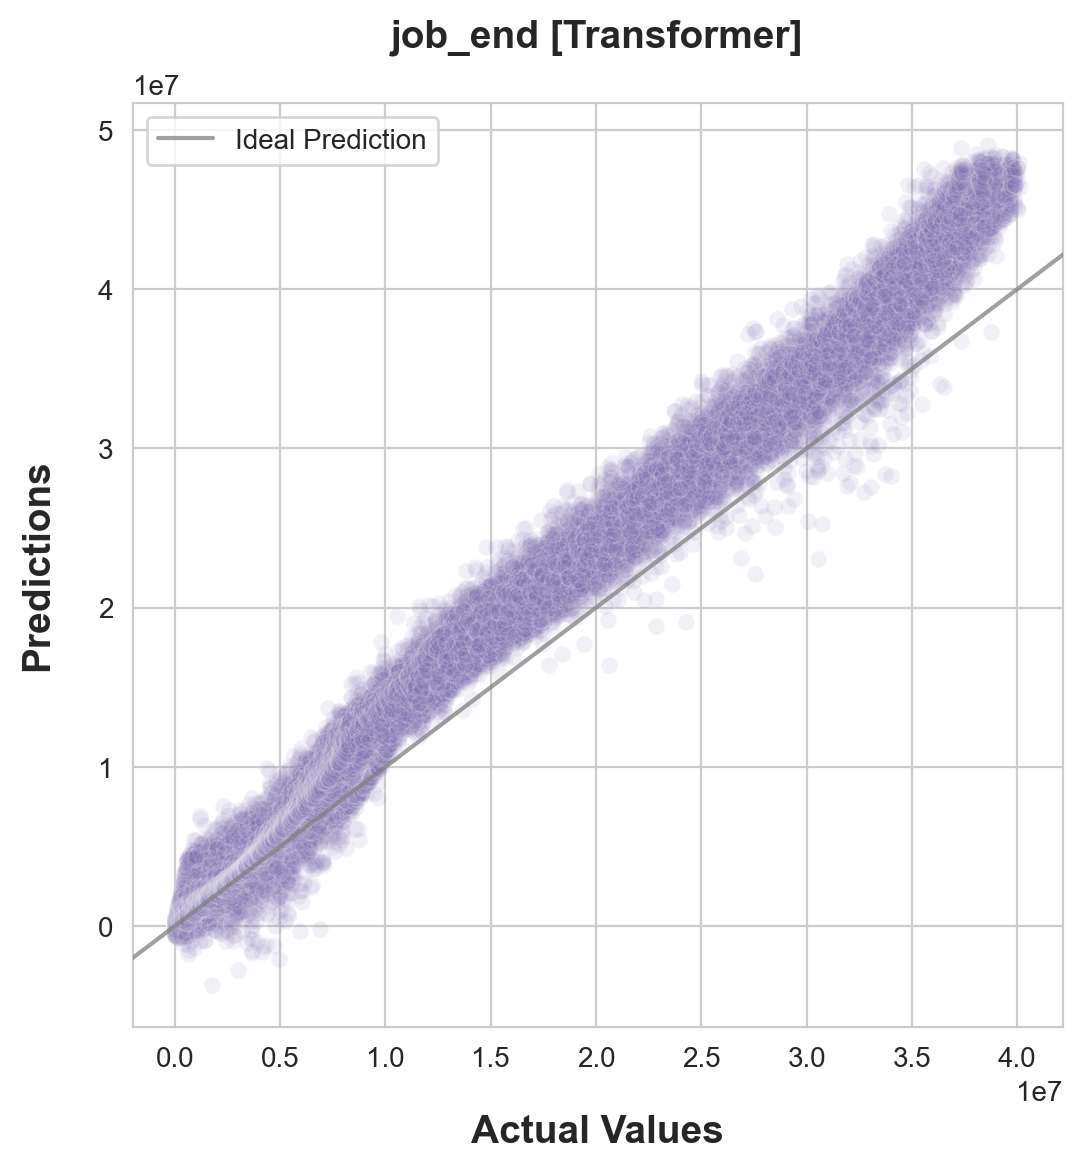 job_end [Transformer]
1e7
Ideal Prediction
5
4
3
2
1
0
Predictions
0.0 0.5 1.0 1.5 2.0 2.5 3.0 3.5 4.0
1e7
Actual Values